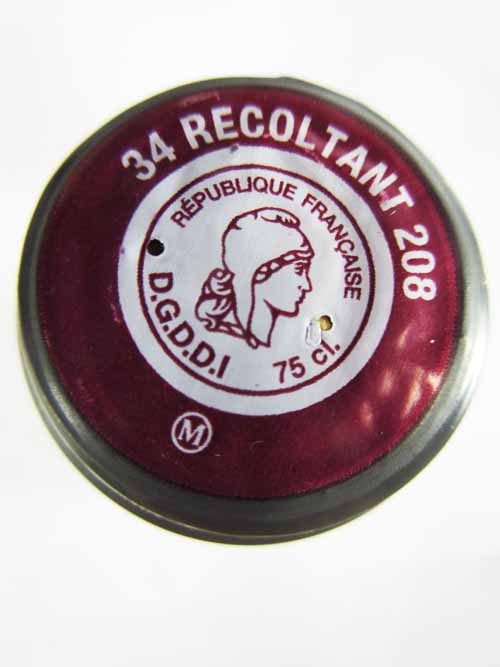 34 RECOLTANT 208
RÉPUBLIQUE FRANÇAISE
D.G.D.D.I 75 cl.
M